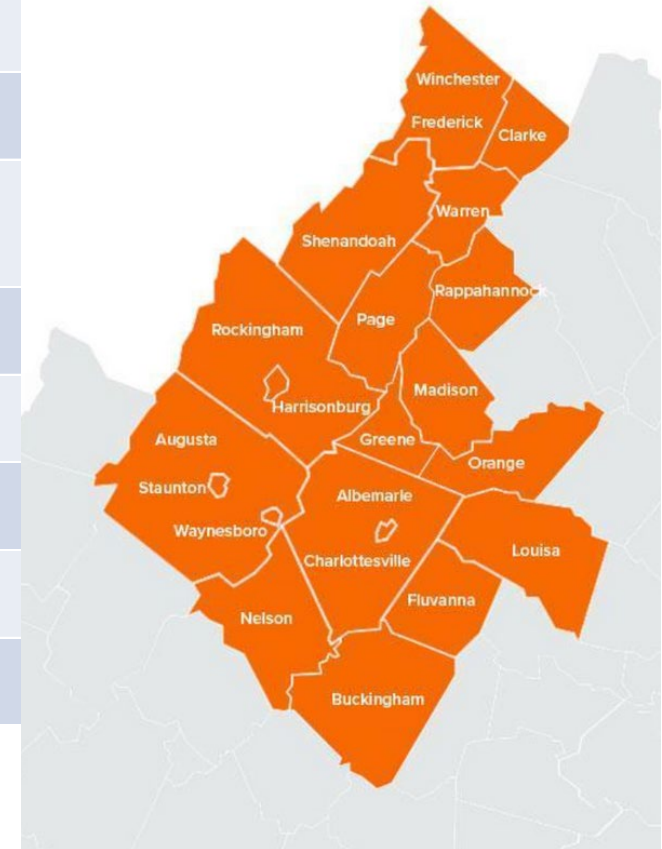 Winchester
Frederick
Clarke
Warren
Shenandoah
Rappahannock
Page
Rockingham
Madison
Harrisonburg
Greene
Augusta
Orange
Staunton
Albemarle
Waynesboro
Louisa
Charlottesville
Fluvanna
Nelson
Buckingham